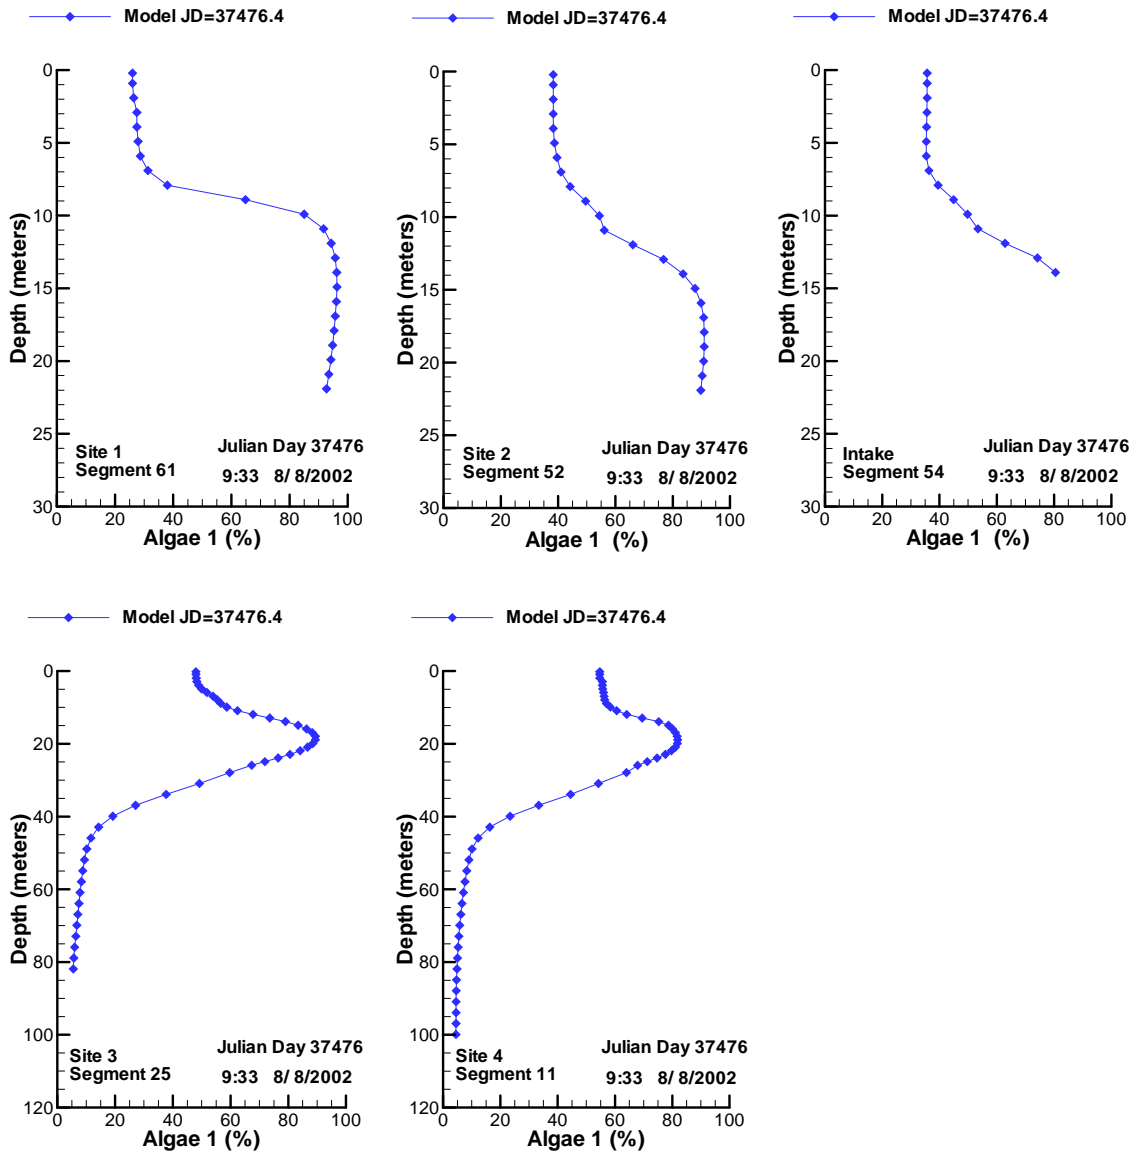 Model JD=37476.4
0
5
10
15
20
25
30
Depth (meters)
Site 1
Segment 61
Julian Day 37476
9:33 8/ 8/2002
0 20 40 60 80 100
Algae 1 (%)
Model JD=37476.4
0
5
10
15
20
25
30
Depth (meters)
Site 2
Segment 52
Julian Day 37476
9:33 8/ 8/2002
0 20 40 60 80 100
Algae 1 (%)
Model JD=37476.4
0
5
10
15
20
25
30
Depth (meters)
Intake
Segment 54
Julian Day 37476
9:33 8/ 8/2002
0 20 40 60 80 100
Algae 1 (%)
Model JD=37476.4
0
20
40
60
80
100
120
Depth (meters)
Site 3
Segment 25
Julian Day 37476
9:33 8/ 8/2002
0 20 40 60 80 100
Algae 1 (%)
Model JD=37476.4
0
20
40
60
80
100
120
Depth (meters)
Site 4
Segment 11
Julian Day 37476
9:33 8/ 8/2002
0 20 40 60 80 100
Algae 1 (%)